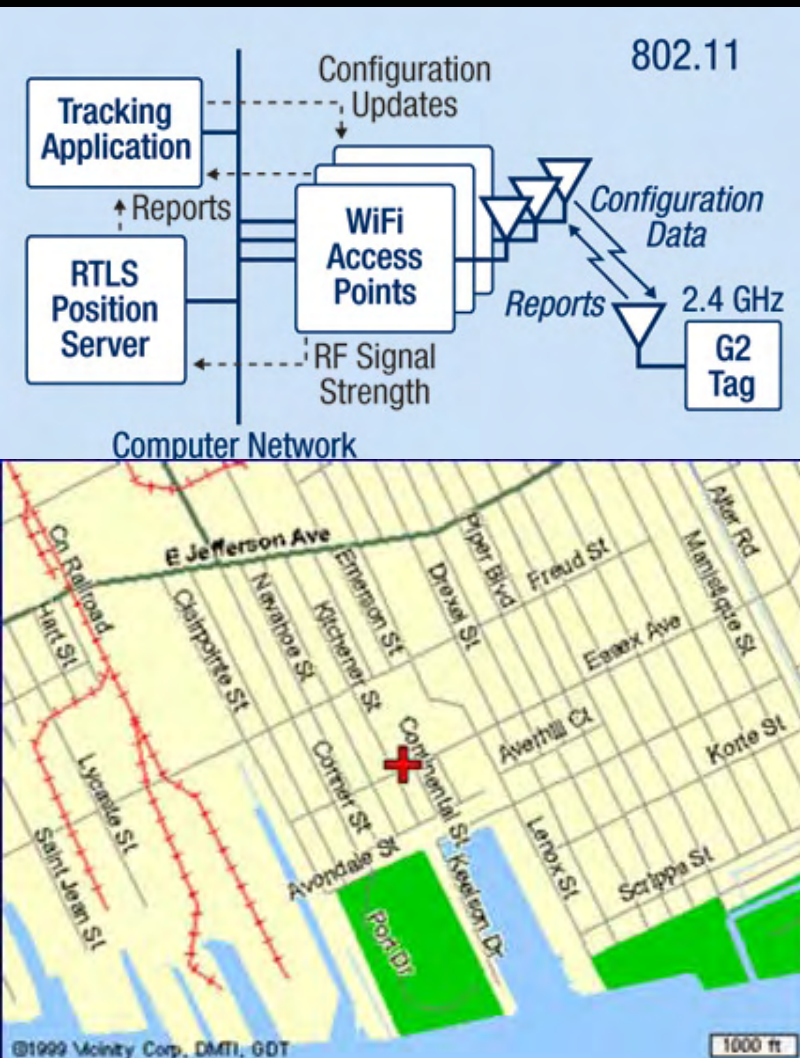 802.11
Configuration
Updates
Tracking
Application
Reports
WiFi
Access
Points
Configuration
Data
RTLS
Position
Server
Reports
2.4 GHz
G2
Tag
RF Signal
Strength
Computer Network
Alter Rd
Piper Blvd
Cn Railroad
E Jefferson Ave
Manistique St
Freud St
Emerson St
Drexel St
Navahoe St
Clairpointe St
Kitchener St
Hart St
Essex Ave
Averhill Ct
Continental St
Korte St
Conner St
Lycaste St
Lenox St
Saint Jean St
Avondale St
Keelson Dr
Scripps St
Port Dr
©1999 Vicinity Corp, DMTI, GDT
1000 ft